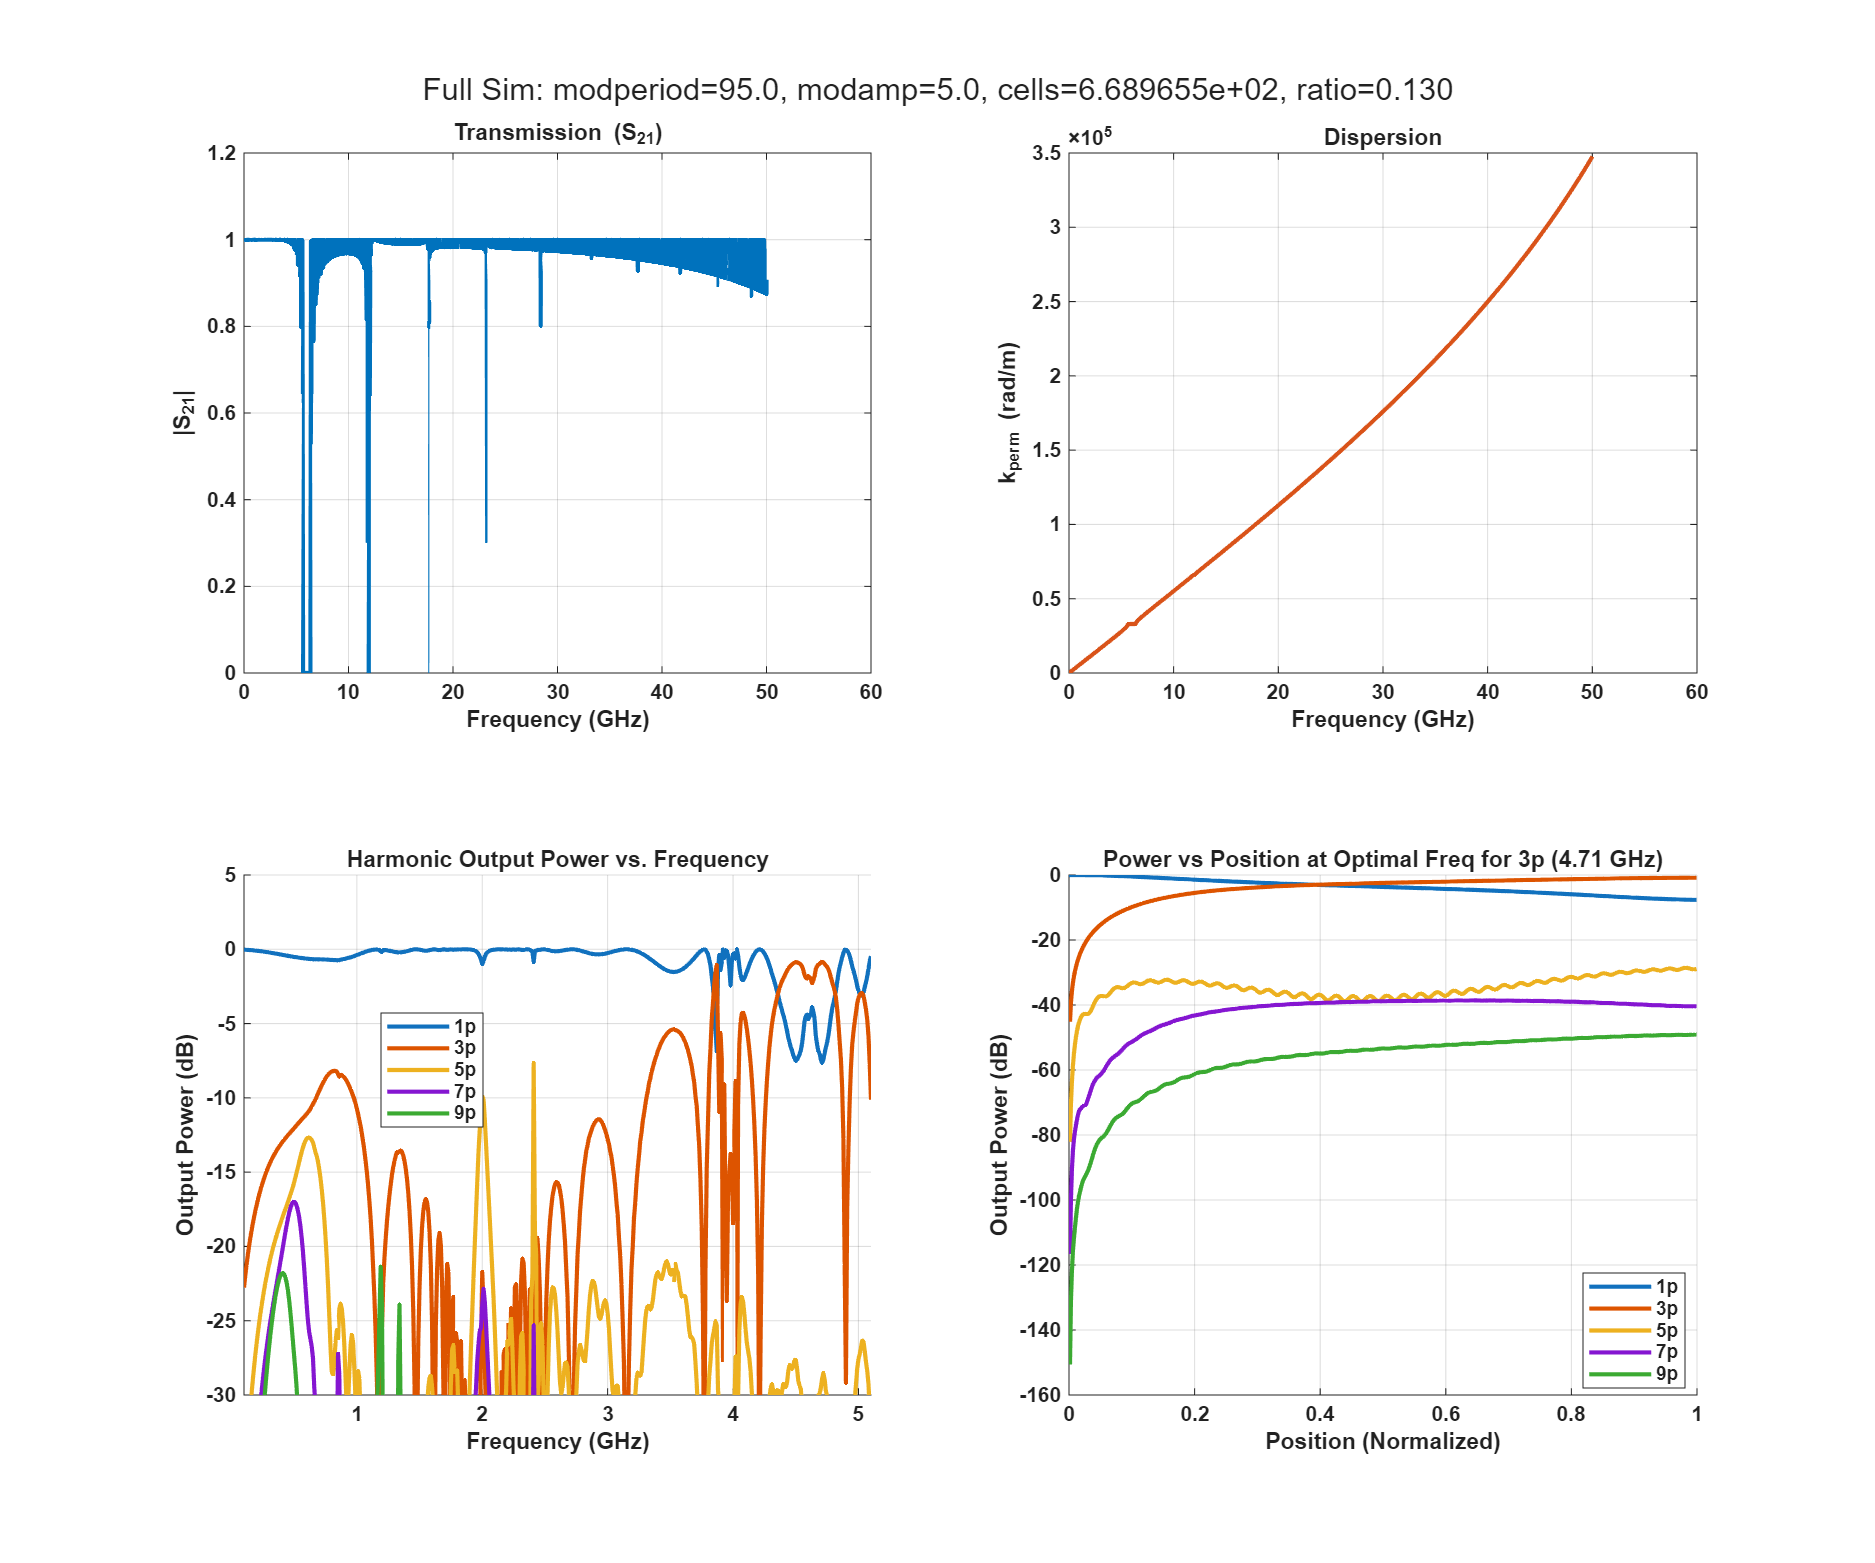 Full Sim: modperiod=95.0, modamp=5.0, cells=6.689655e+02, ratio=0.130
Transmission (S21)
1.2
1
0.8
0.6
0.4
0.2
0
|S21|
0 10 20 30 40 50 60
Frequency (GHz)
×10^5
Dispersion
3.5
3
2.5
2
1.5
1
0.5
0
kperm (rad/m)
0 10 20 30 40 50 60
Frequency (GHz)
Harmonic Output Power vs. Frequency
5
0
-5
-10
-15
-20
-25
-30
Output Power (dB)
1p
3p
5p
7p
9p
1 2 3 4 5
Frequency (GHz)
Power vs Position at Optimal Freq for 3p (4.71 GHz)
0
-20
-40
-60
-80
-100
-120
-140
-160
Output Power (dB)
1p
3p
5p
7p
9p
0 0.2 0.4 0.6 0.8 1
Position (Normalized)